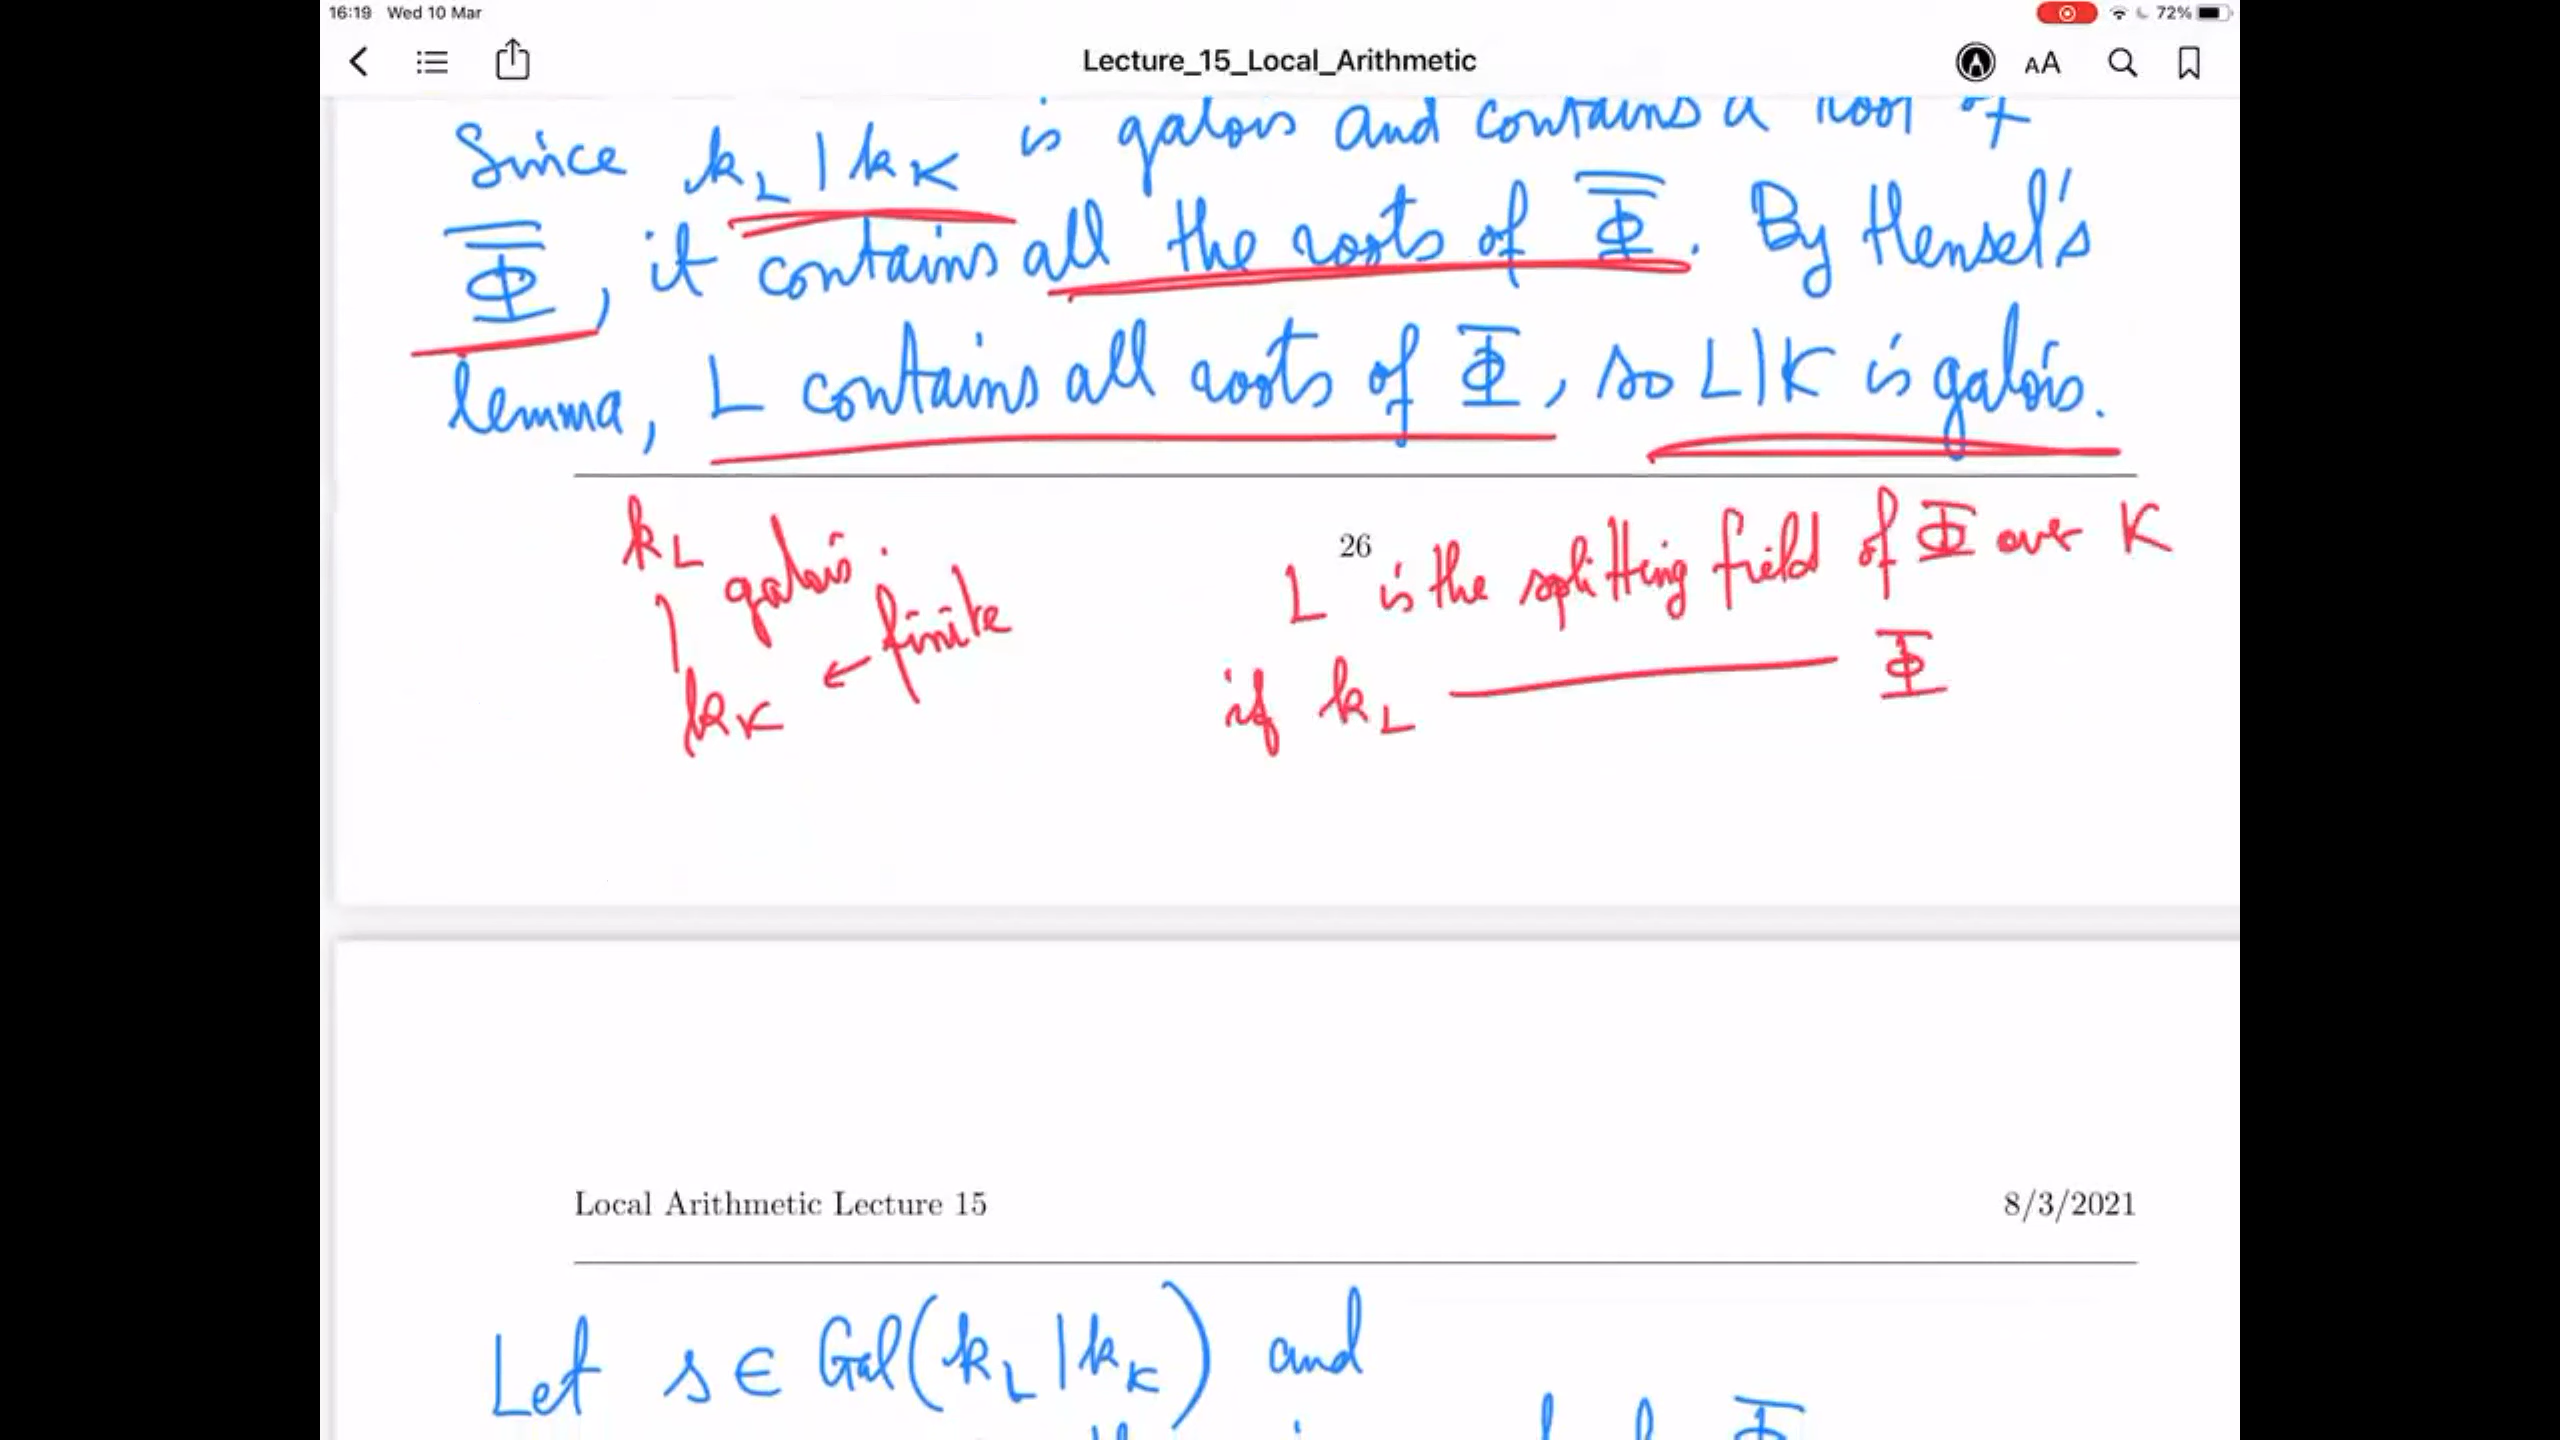 16:19 Wed 10 Mar 72%
Lecture_15_Local_Arithmetic
AA
Since k_L | k_K is galois and contains a root of
Φ̅, it contains all the roots of Φ̅. By Hensel's
lemma, L contains all roots of Φ, so L|K is galois.
26
k_L galois.
k_K ← finite
L is the splitting field of Φ over K
if k_L ——— Φ
Local Arithmetic Lecture 15 8/3/2021
Let s ∈ Gal(k_L | k_K) and